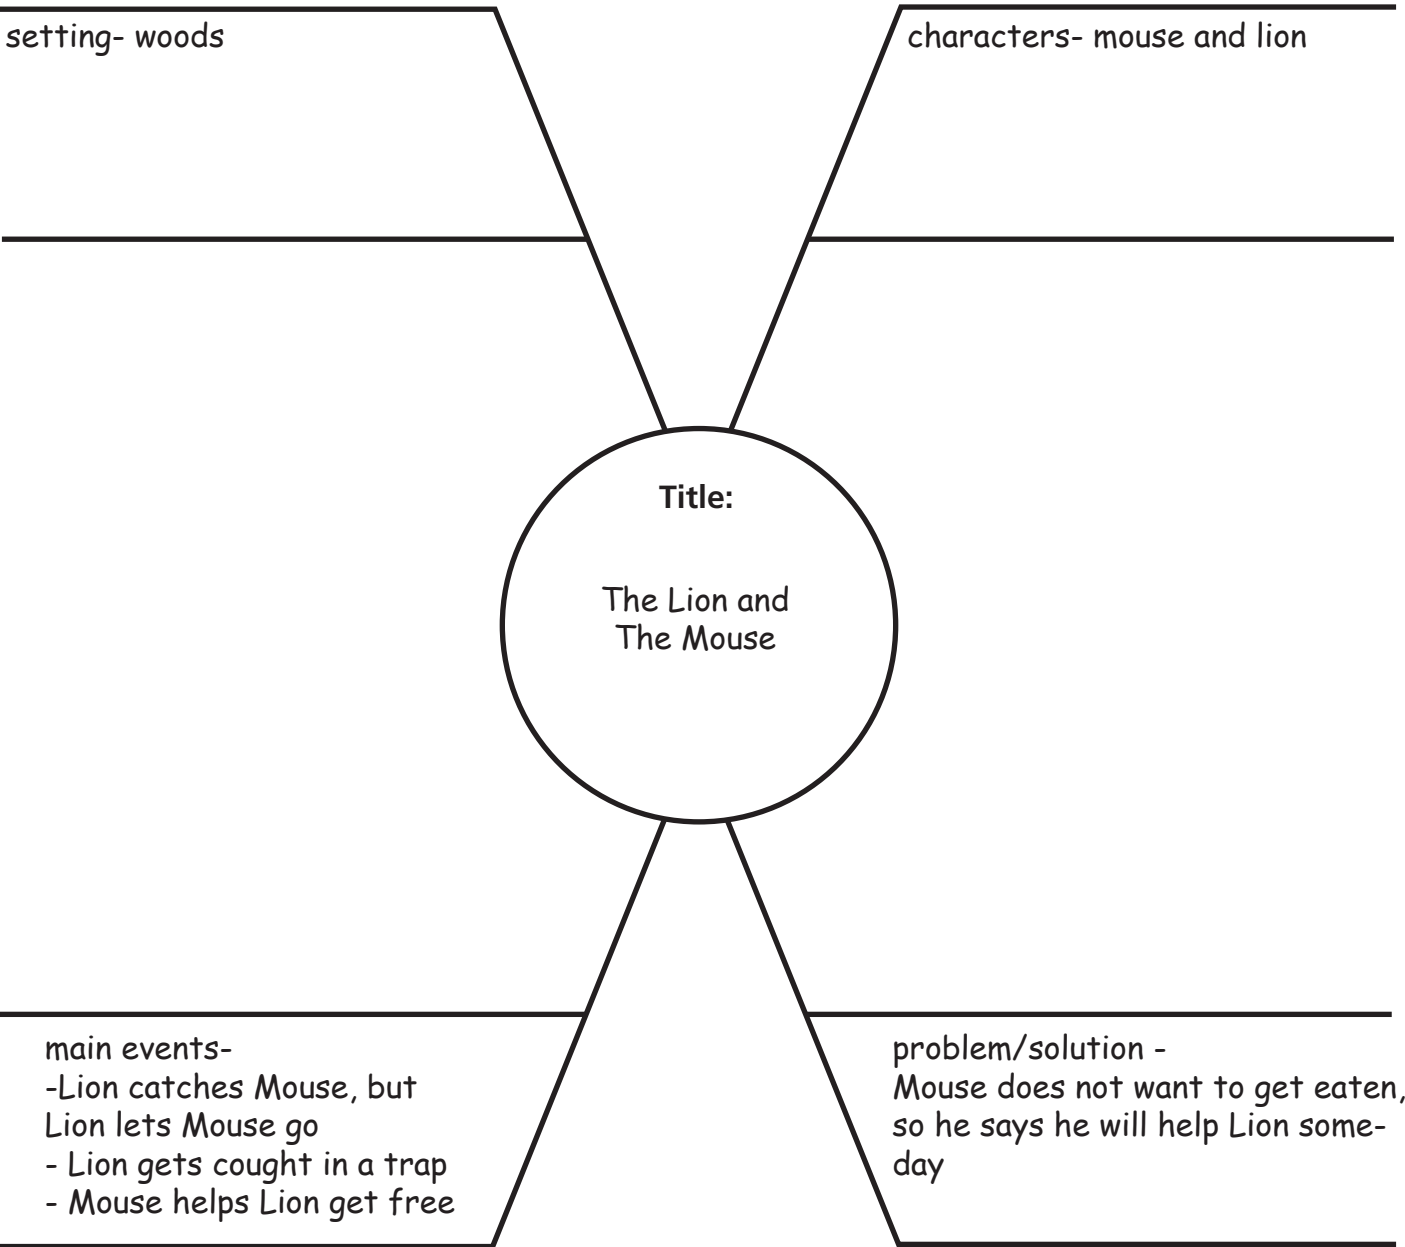 setting- woods
characters- mouse and lion
Title:
The Lion and
The Mouse
main events-
-Lion catches Mouse, but
Lion lets Mouse go
- Lion gets cought in a trap
- Mouse helps Lion get free
problem/solution -
Mouse does not want to get eaten,
so he says he will help Lion some-
day